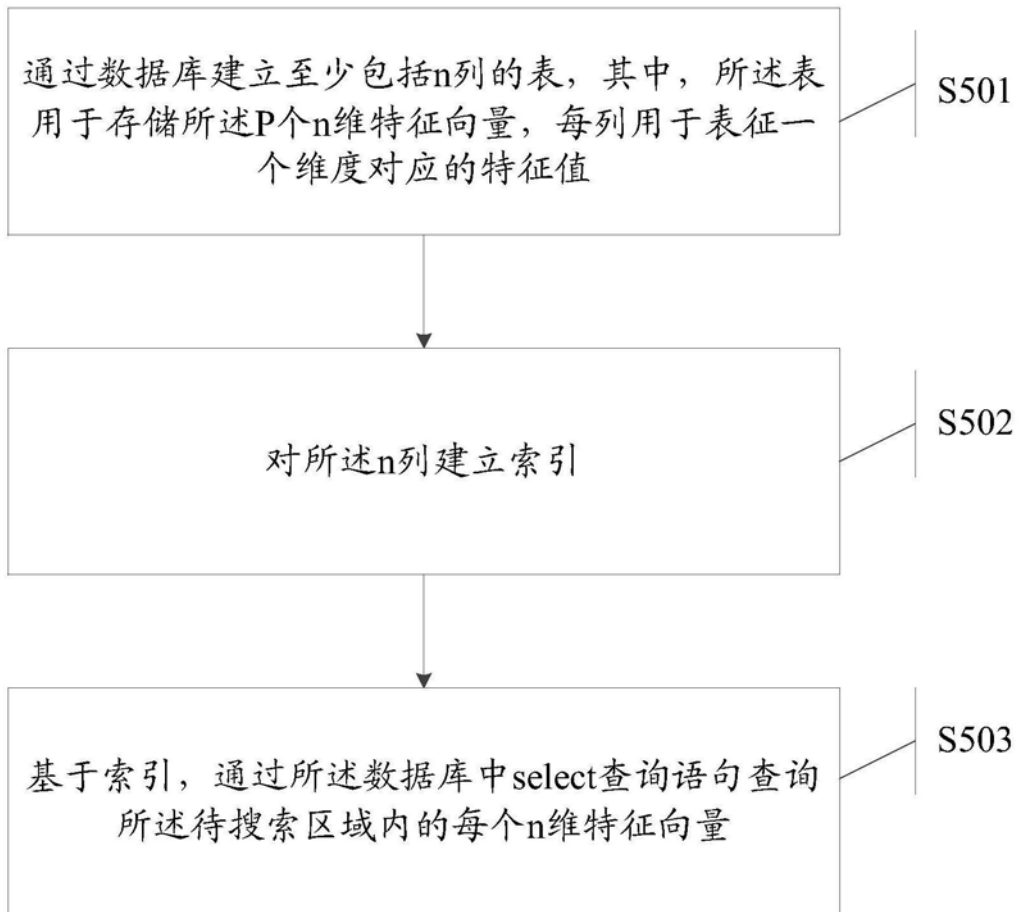 通过数据库建立至少包括n列的表，其中，所述表
用于存储所述P个n维特征向量，每列用于表征一
个维度对应的特征值
S501
对所述n列建立索引
S502
基于索引，通过所述数据库中select查询语句查询
所述待搜索区域内的每个n维特征向量
S503